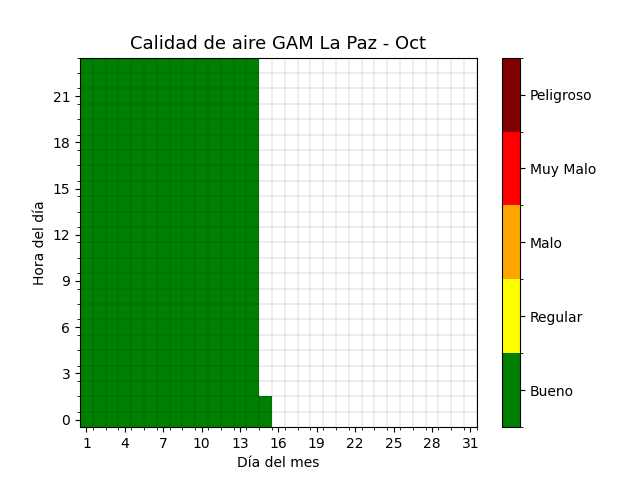 Calidad de aire GAM La Paz - Oct
Hora del día
21
18
15
12
9
6
3
0
1 4 7 10 13 16 19 22 25 28 31
Día del mes
Peligroso
Muy Malo
Malo
Regular
Bueno